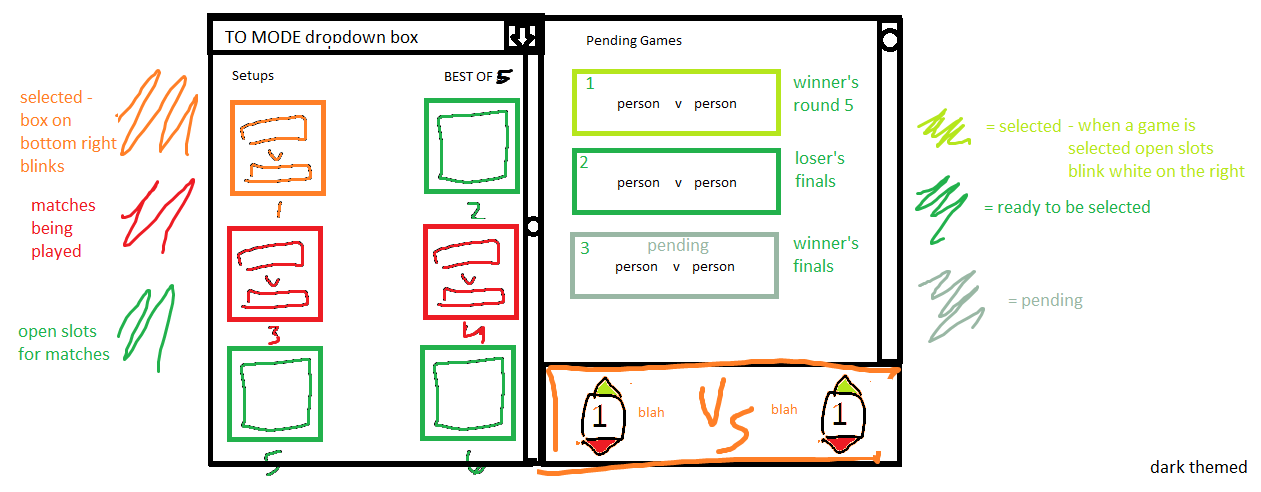 TO MODE dropdown box
Setups
BEST OF 5
selected -
box on
bottom right
blinks
matches
being
played
open slots
for matches
v
1
2
v
3
v
4
5
6
Pending Games
1
person v person
winner's
round 5
2
person v person
loser's
finals
3
pending
person v person
winner's
finals
1
blah
VS
blah
1
= selected - when a game is
selected open slots
blink white on the right
= ready to be selected
= pending
dark themed